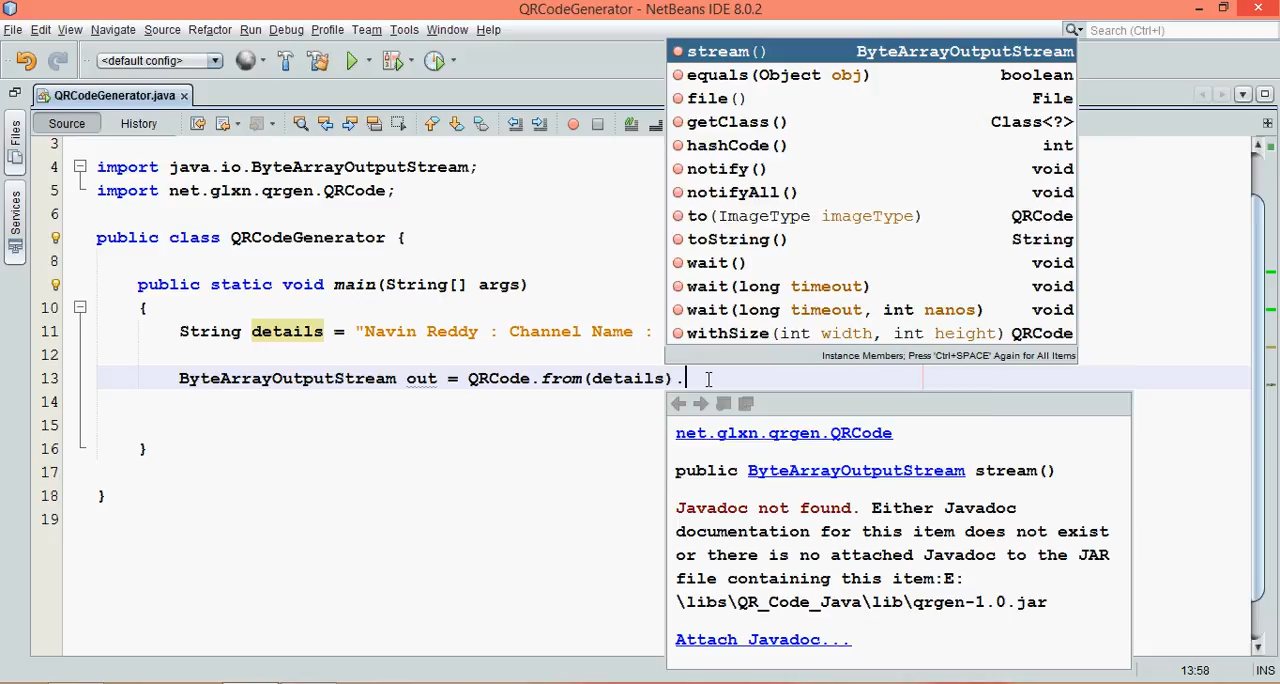 QRCodeGenerator - NetBeans IDE 8.0.2
File Edit View Navigate Source Refactor Run Debug Profile Team Tools Window Help
Search (Ctrl+I)
<default config>
QRCodeGenerator.java
Source History
Files
Services
3
4 import java.io.ByteArrayOutputStream;
5 import net.glxn.qrgen.QRCode;
6
public class QRCodeGenerator {
8
public static void main(String[] args)
10 {
11 String details = "Navin Reddy : Channel Name :
12
13 ByteArrayOutputStream out = QRCode.from(details).
14
15
16 }
17
18 }
19
stream() ByteArrayOutputStream
equals(Object obj) boolean
file() File
getClass() Class<?>
hashCode() int
notify() void
notifyAll() void
to(ImageType imageType) QRCode
toString() String
wait() void
wait(long timeout) void
wait(long timeout, int nanos) void
withSize(int width, int height) QRCode
Instance Members; Press 'Ctrl+SPACE' Again for All Items
net.glxn.qrgen.QRCode
public ByteArrayOutputStream stream()
Javadoc not found. Either Javadoc
documentation for this item does not exist
or there is no attached Javadoc to the JAR
file containing this item:E:
\libs\QR_Code_Java\lib\qrgen-1.0.jar
Attach Javadoc...
13:58 INS